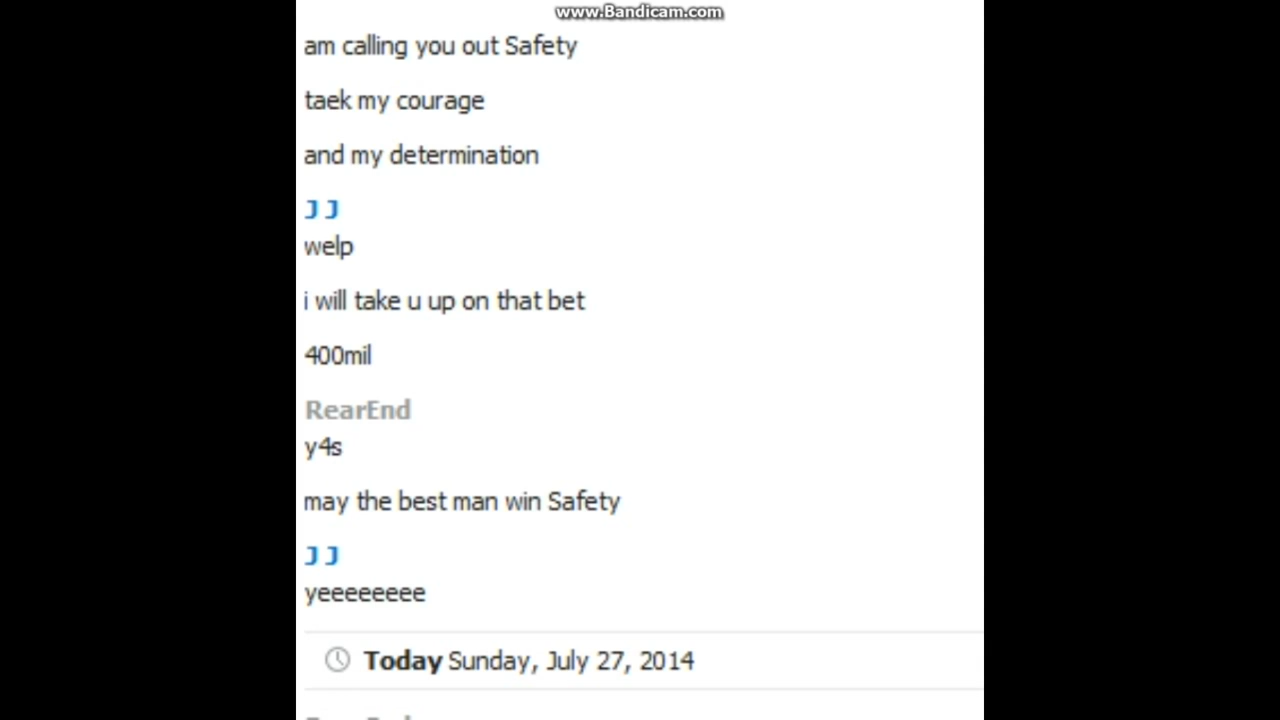 www.Bandicam.com
am calling you out Safety
taek my courage
and my determination
J J
welp
i will take u up on that bet
400mil
RearEnd
y4s
may the best man win Safety
J J
yeeeeeeee
Today Sunday, July 27, 2014